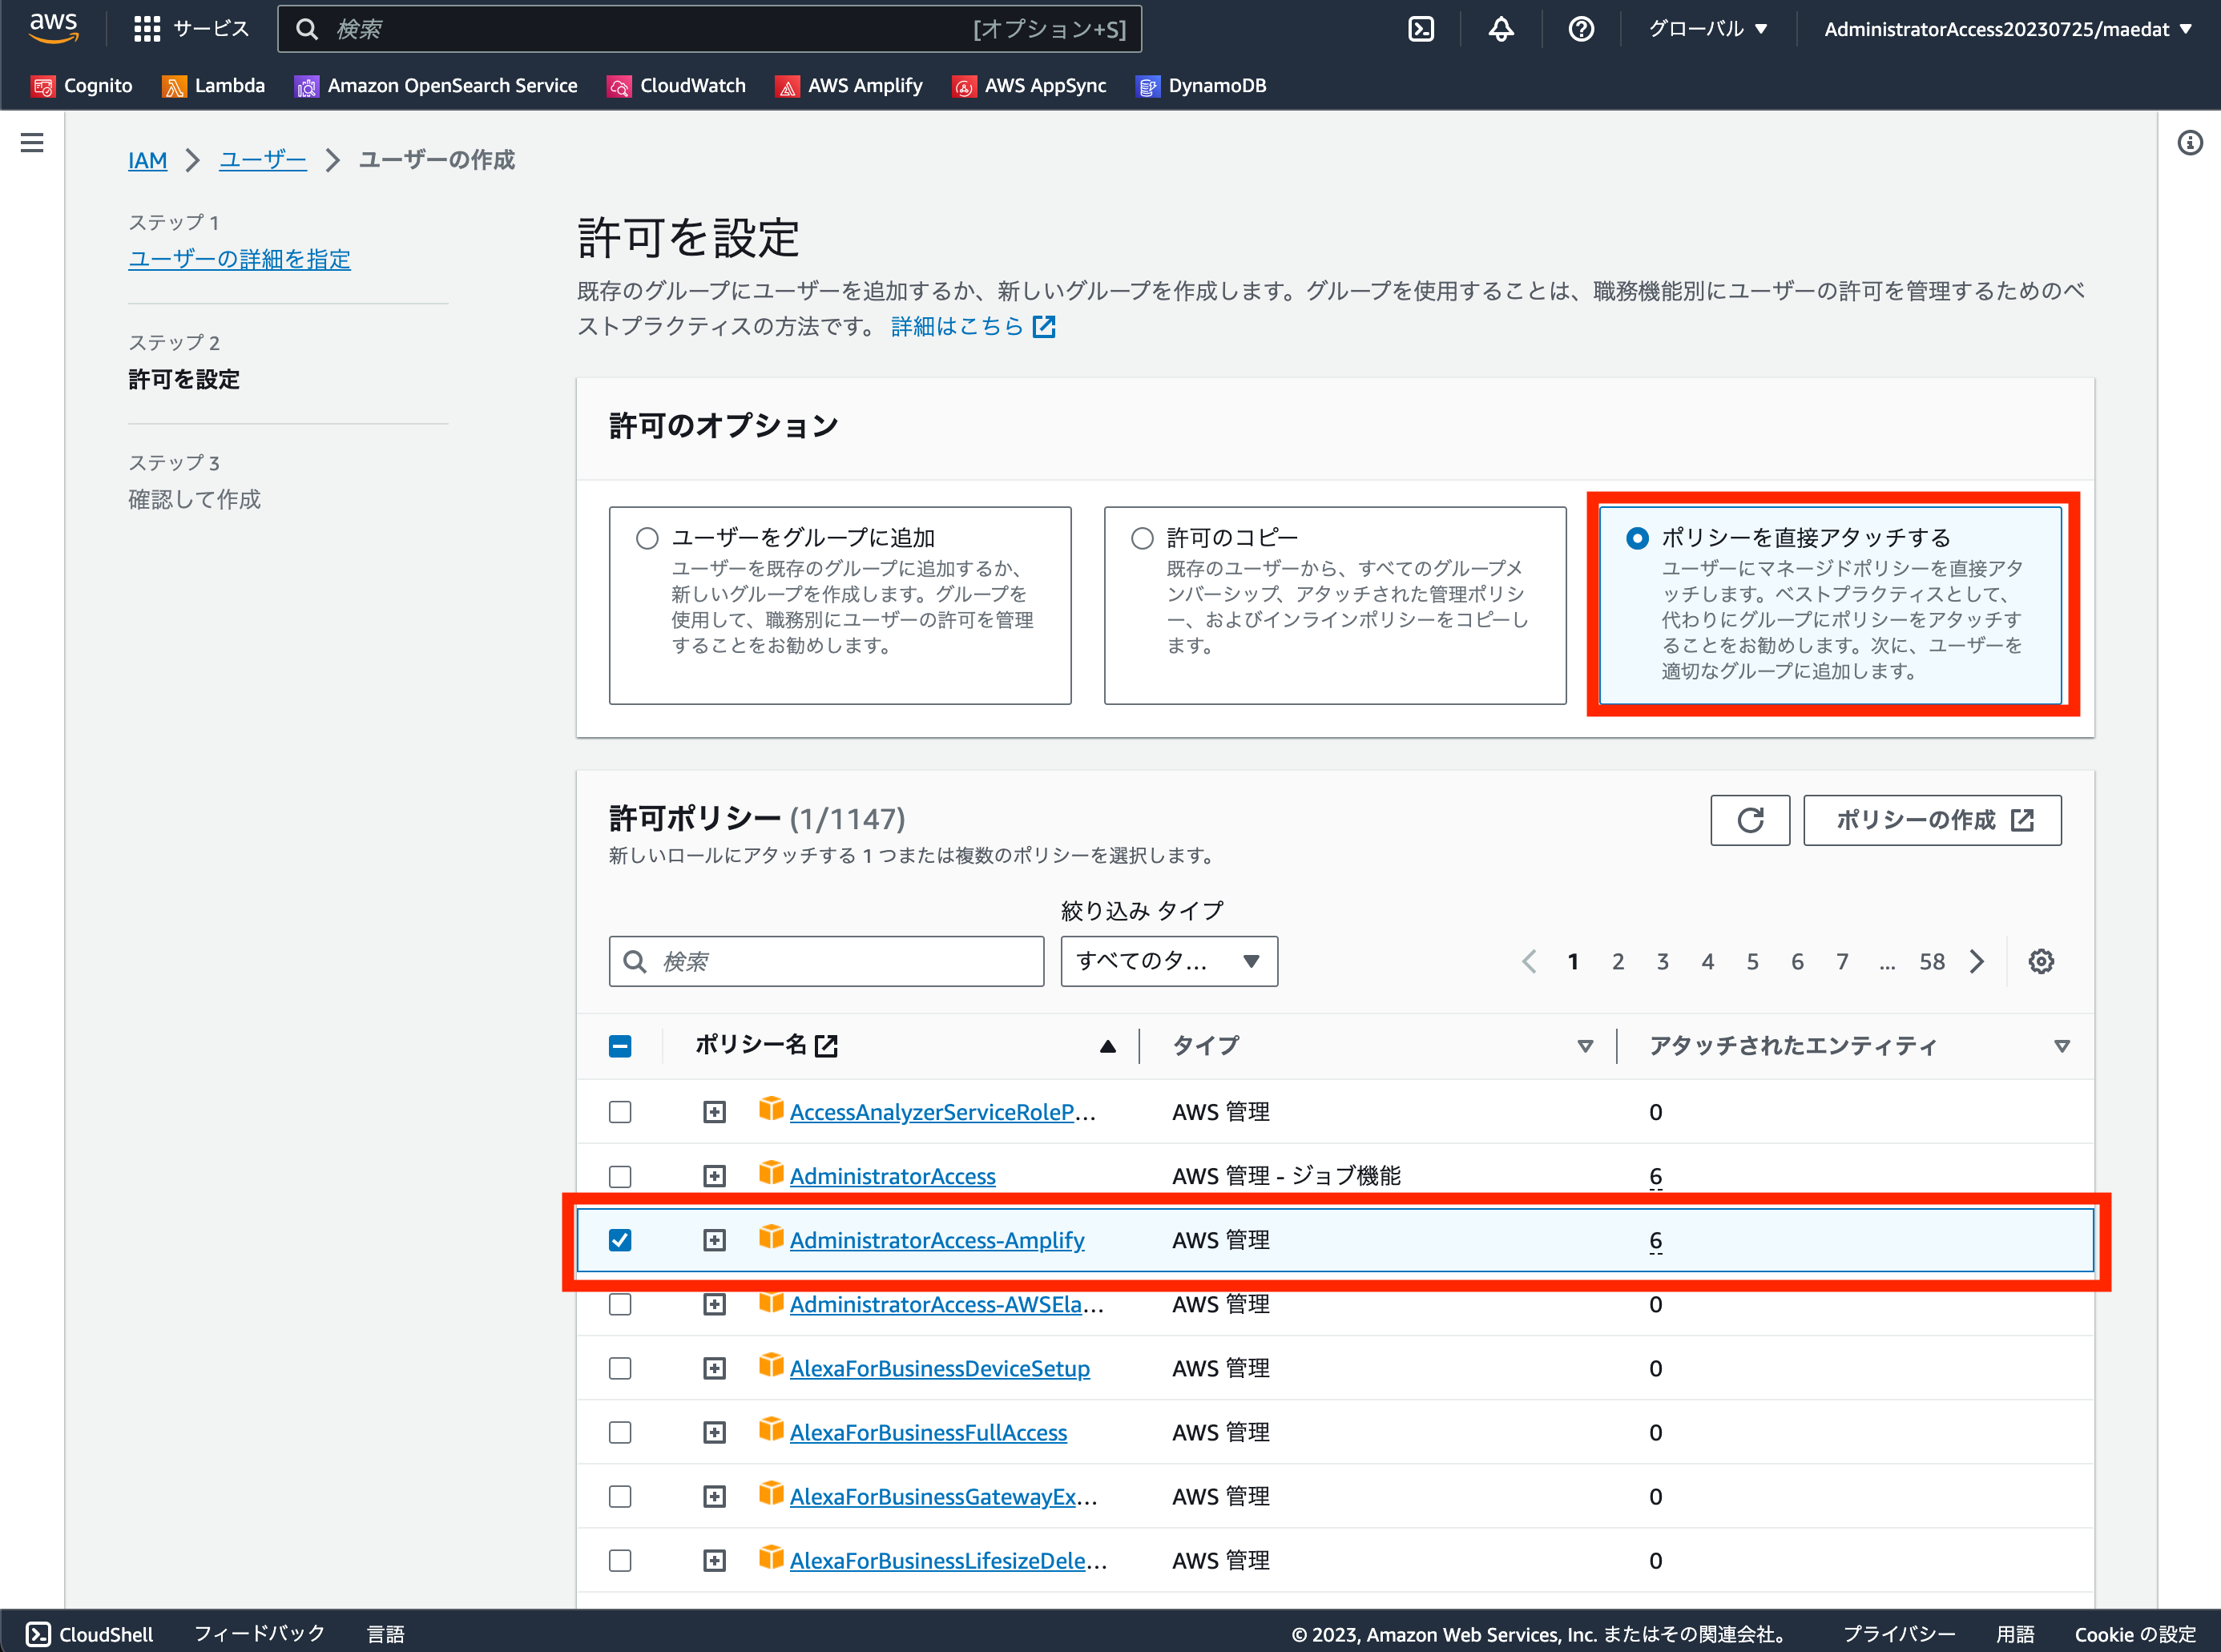 aws
サービス
検索
[オプション+S]
グローバル
AdministratorAccess20230725/maedat
Cognito
Lambda
Amazon OpenSearch Service
CloudWatch
AWS Amplify
AWS AppSync
DynamoDB
IAM
ユーザー
ユーザーの作成
ステップ 1
ユーザーの詳細を指定
ステップ 2
許可を設定
ステップ 3
確認して作成
許可を設定
既存のグループにユーザーを追加するか、新しいグループを作成します。グループを使用することは、職務機能別にユーザーの許可を管理するためのベ
ストプラクティスの方法です。 詳細はこちら
許可のオプション
ユーザーをグループに追加
ユーザーを既存のグループに追加するか、
新しいグループを作成します。グループを
使用して、職務別にユーザーの許可を管理
することをお勧めします。
許可のコピー
既存のユーザーから、すべてのグループメ
ンバーシップ、アタッチされた管理ポリシ
ー、およびインラインポリシーをコピーし
ます。
ポリシーを直接アタッチする
ユーザーにマネージドポリシーを直接アタ
ッチします。ベストプラクティスとして、
代わりにグループにポリシーをアタッチす
ることをお勧めします。次に、ユーザーを
適切なグループに追加します。
許可ポリシー (1/1147)
新しいロールにアタッチする 1 つまたは複数のポリシーを選択します。
ポリシーの作成
絞り込み タイプ
検索
すべてのタ...
1 2 3 4 5 6 7 ... 58
ポリシー名
タイプ
アタッチされたエンティティ
AccessAnalyzerServiceRoleP... AWS 管理 0
AdministratorAccess AWS 管理 - ジョブ機能 6
AdministratorAccess-Amplify AWS 管理 6
AdministratorAccess-AWSEla... AWS 管理 0
AlexaForBusinessDeviceSetup AWS 管理 0
AlexaForBusinessFullAccess AWS 管理 0
AlexaForBusinessGatewayEx... AWS 管理 0
AlexaForBusinessLifesizeDele... AWS 管理 0
CloudShell
フィードバック
言語
© 2023, Amazon Web Services, Inc. またはその関連会社。
プライバシー
用語
Cookie の設定